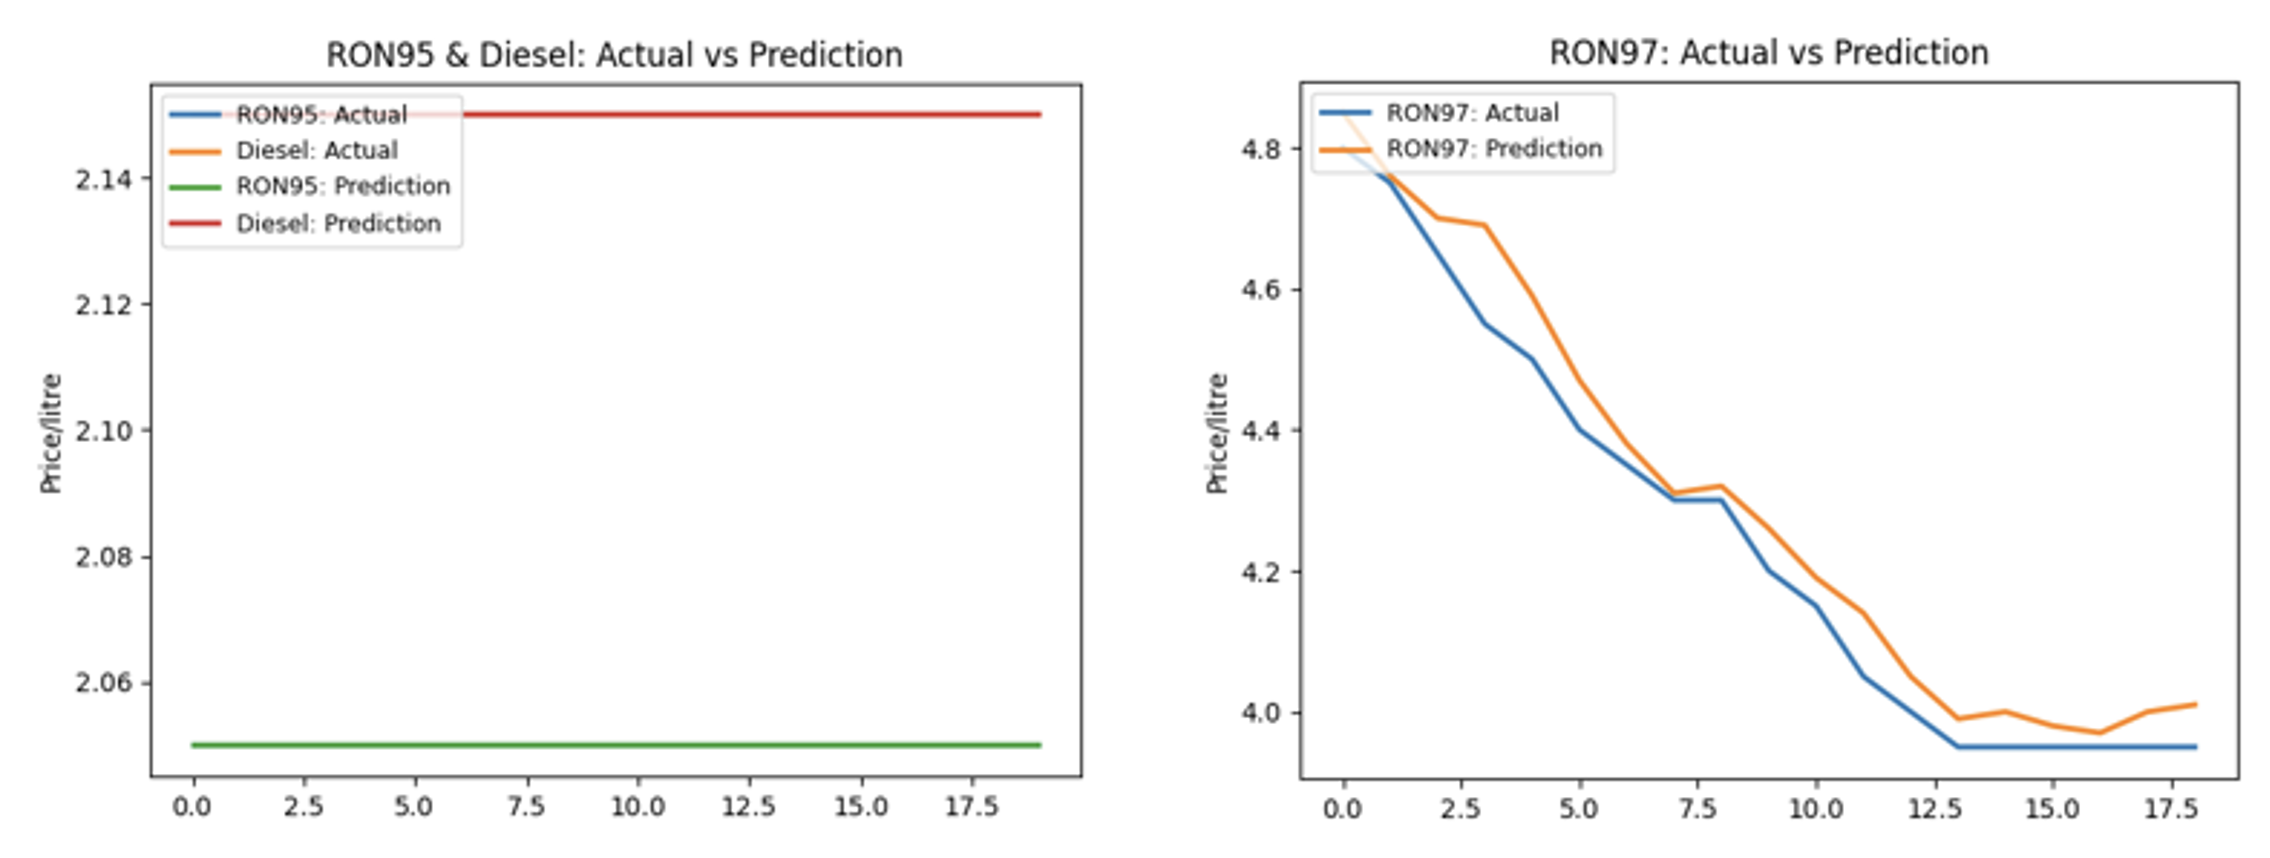 RON95 & Diesel: Actual vs Prediction
RON95: Actual
Diesel: Actual
RON95: Prediction
Diesel: Prediction
2.14
2.12
2.10
2.08
2.06
Price/litre
0.0 2.5 5.0 7.5 10.0 12.5 15.0 17.5
RON97: Actual vs Prediction
RON97: Actual
RON97: Prediction
4.8
4.6
4.4
4.2
4.0
Price/litre
0.0 2.5 5.0 7.5 10.0 12.5 15.0 17.5